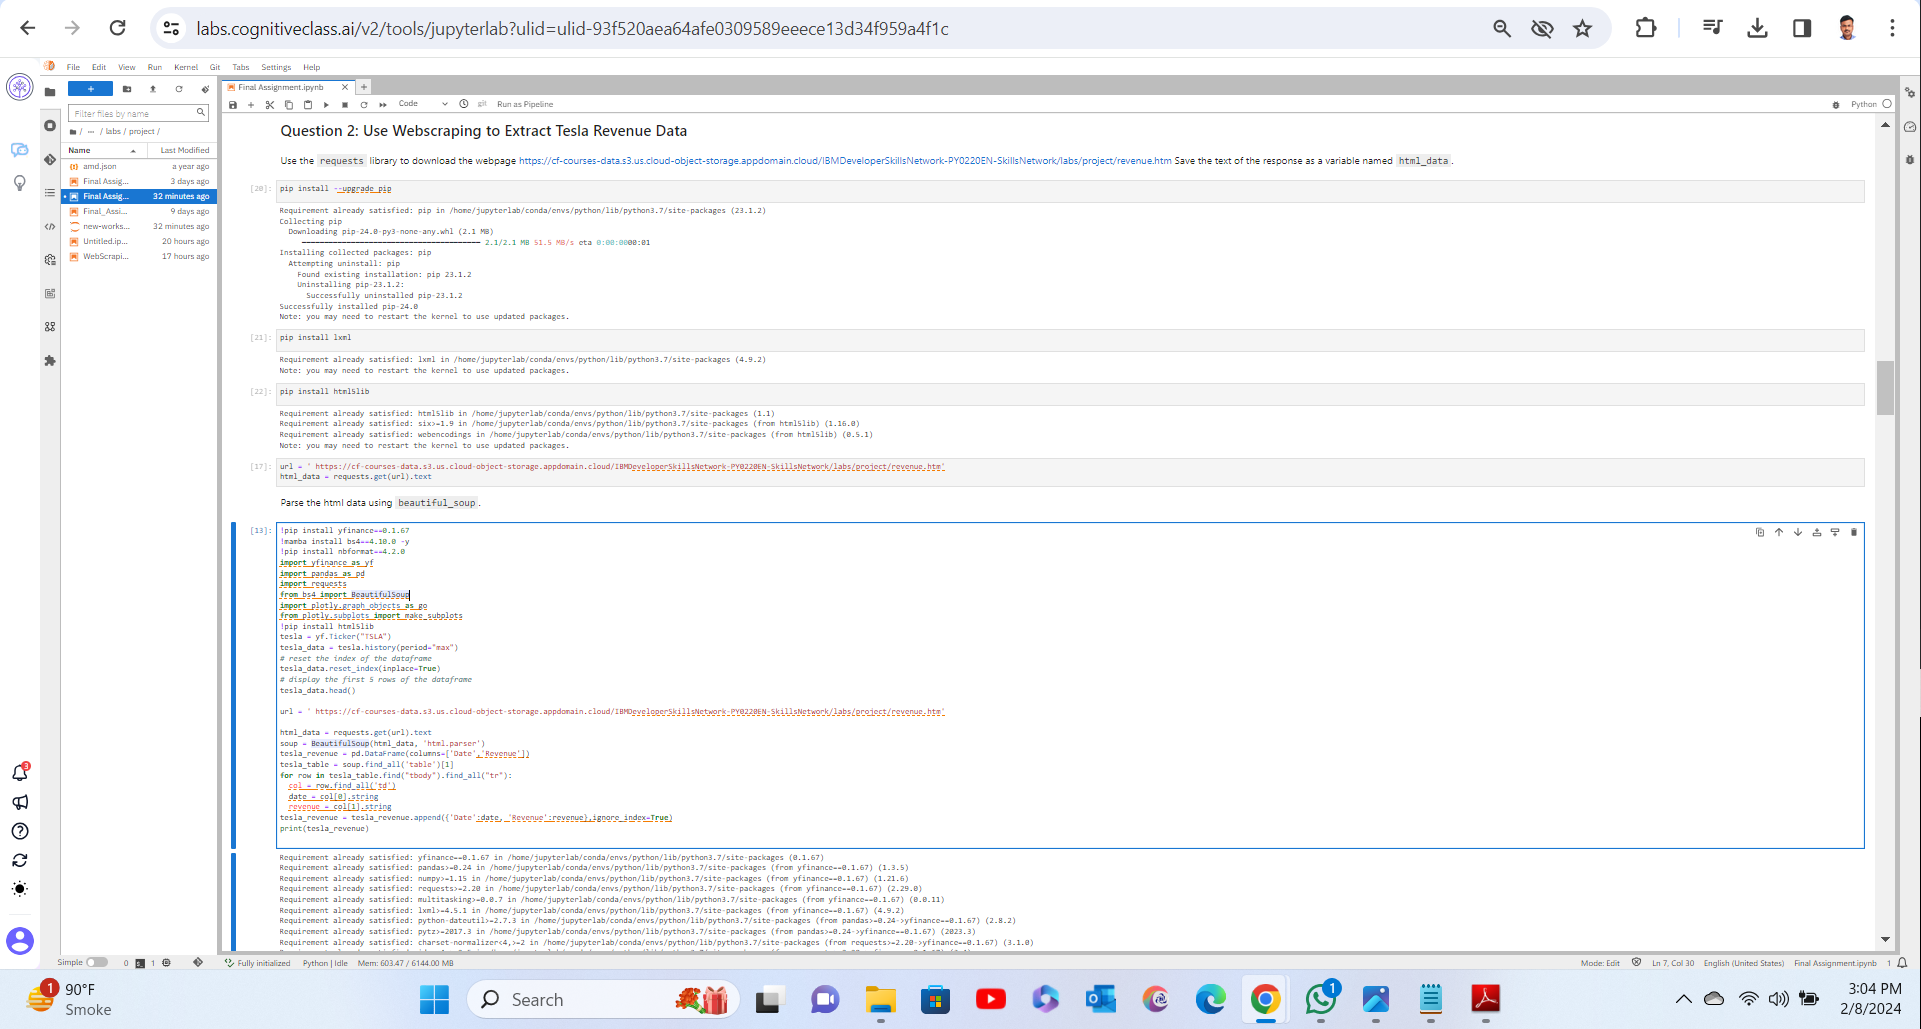 labs.cognitiveclass.ai/v2/tools/jupyterlab?ulid=ulid-93f520aea64afe0309589eeece13d34f959a4f1c
File Edit View Run Kernel Git Tabs Settings Help
Final Assignment.ipynb
Code git Run as Pipeline Python
Filter files by name
/ ··· / labs / project /
Name Last Modified
amd.json a year ago
Final Assig... 3 days ago
Final Assig... 32 minutes ago
Final_Assi... 9 days ago
new-works... 32 minutes ago
Untitled.ip... 20 hours ago
WebScrapi... 17 hours ago
Question 2: Use Webscraping to Extract Tesla Revenue Data
Use the requests library to download the webpage https://cf-courses-data.s3.us.cloud-object-storage.appdomain.cloud/IBMDeveloperSkillsNetwork-PY0220EN-SkillsNetwork/labs/project/revenue.htm Save the text of the response as a variable named html_data.
[20]: pip install --upgrade pip
Requirement already satisfied: pip in /home/jupyterlab/conda/envs/python/lib/python3.7/site-packages (23.1.2)
Collecting pip
Downloading pip-24.0-py3-none-any.whl (2.1 MB)
2.1/2.1 MB 51.5 MB/s eta 0:00:0000:01
Installing collected packages: pip
Attempting uninstall: pip
Found existing installation: pip 23.1.2
Uninstalling pip-23.1.2:
Successfully uninstalled pip-23.1.2
Successfully installed pip-24.0
Note: you may need to restart the kernel to use updated packages.
[21]: pip install lxml
Requirement already satisfied: lxml in /home/jupyterlab/conda/envs/python/lib/python3.7/site-packages (4.9.2)
Note: you may need to restart the kernel to use updated packages.
[22]: pip install html5lib
Requirement already satisfied: html5lib in /home/jupyterlab/conda/envs/python/lib/python3.7/site-packages (1.1)
Requirement already satisfied: six>=1.9 in /home/jupyterlab/conda/envs/python/lib/python3.7/site-packages (from html5lib) (1.16.0)
Requirement already satisfied: webencodings in /home/jupyterlab/conda/envs/python/lib/python3.7/site-packages (from html5lib) (0.5.1)
Note: you may need to restart the kernel to use updated packages.
[17]: url = ' https://cf-courses-data.s3.us.cloud-object-storage.appdomain.cloud/IBMDeveloperSkillsNetwork-PY0220EN-SkillsNetwork/labs/project/revenue.htm'
html_data = requests.get(url).text
Parse the html data using beautiful_soup.
[13]: !pip install yfinance==0.1.67
!mamba install bs4==4.10.0 -y
!pip install nbformat==4.2.0
import yfinance as yf
import pandas as pd
import requests
from bs4 import BeautifulSoup
import plotly.graph_objects as go
from plotly.subplots import make_subplots
!pip install html5lib
tesla = yf.Ticker("TSLA")
tesla_data = tesla.history(period="max")
# reset the index of the dataframe
tesla_data.reset_index(inplace=True)
# display the first 5 rows of the dataframe
tesla_data.head()
url = ' https://cf-courses-data.s3.us.cloud-object-storage.appdomain.cloud/IBMDeveloperSkillsNetwork-PY0220EN-SkillsNetwork/labs/project/revenue.htm'
html_data = requests.get(url).text
soup = BeautifulSoup(html_data, 'html.parser')
tesla_revenue = pd.DataFrame(columns=['Date','Revenue'])
tesla_table = soup.find_all('table')[1]
for row in tesla_table.find("tbody").find_all("tr"):
col = row.find_all('td')
date = col[0].string
revenue = col[1].string
tesla_revenue = tesla_revenue.append({'Date':date, 'Revenue':revenue},ignore_index=True)
print(tesla_revenue)
Requirement already satisfied: yfinance==0.1.67 in /home/jupyterlab/conda/envs/python/lib/python3.7/site-packages (0.1.67)
Requirement already satisfied: pandas>=0.24 in /home/jupyterlab/conda/envs/python/lib/python3.7/site-packages (from yfinance==0.1.67) (1.3.5)
Requirement already satisfied: numpy>=1.15 in /home/jupyterlab/conda/envs/python/lib/python3.7/site-packages (from yfinance==0.1.67) (1.21.6)
Requirement already satisfied: requests>=2.20 in /home/jupyterlab/conda/envs/python/lib/python3.7/site-packages (from yfinance==0.1.67) (2.29.0)
Requirement already satisfied: multitasking>=0.0.7 in /home/jupyterlab/conda/envs/python/lib/python3.7/site-packages (from yfinance==0.1.67) (0.0.11)
Requirement already satisfied: lxml>=4.5.1 in /home/jupyterlab/conda/envs/python/lib/python3.7/site-packages (from yfinance==0.1.67) (4.9.2)
Requirement already satisfied: python-dateutil>=2.7.3 in /home/jupyterlab/conda/envs/python/lib/python3.7/site-packages (from pandas>=0.24->yfinance==0.1.67) (2.8.2)
Requirement already satisfied: pytz>=2017.3 in /home/jupyterlab/conda/envs/python/lib/python3.7/site-packages (from pandas>=0.24->yfinance==0.1.67) (2023.3)
Requirement already satisfied: charset-normalizer<4,>=2 in /home/jupyterlab/conda/envs/python/lib/python3.7/site-packages (from requests>=2.20->yfinance==0.1.67) (3.1.0)
3
Simple 0 1 Fully initialized Python | Idle Mem: 603.47 / 6144.00 MB Mode: Edit Ln 7, Col 30 English (United States) Final Assignment.ipynb 1
1 90°F
Smoke
Search
1
3:04 PM
2/8/2024